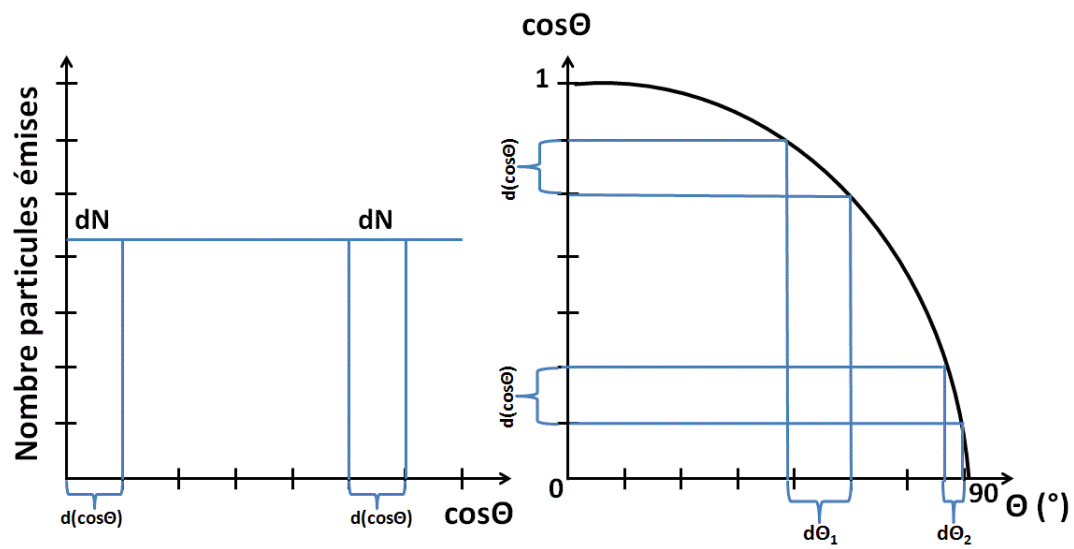 Nombre particules émises
dN
dN
d(cosΘ)
d(cosΘ)
cosΘ
cosΘ
1
d(cosΘ)
d(cosΘ)
0
90
Θ (°)
dΘ₁
dΘ₂